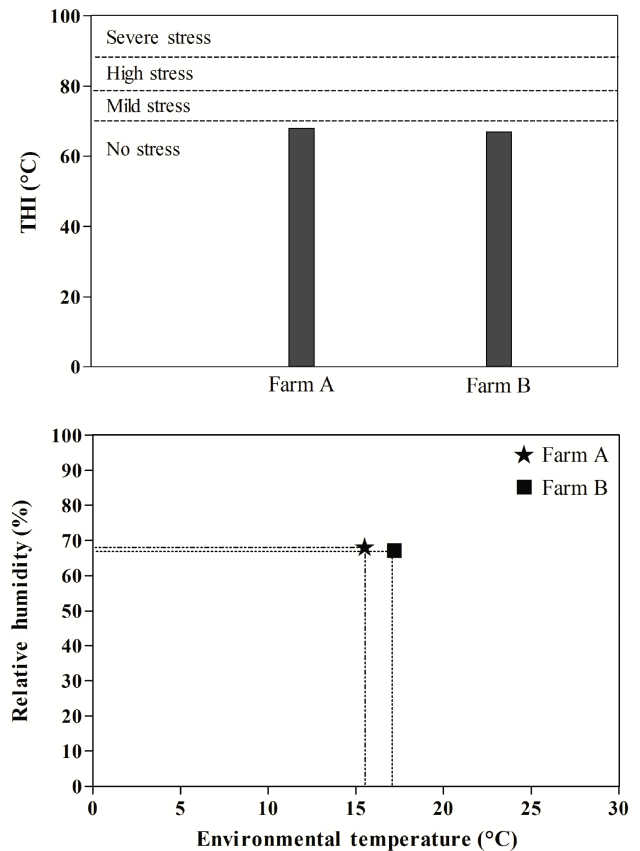 100
Severe stress
High stress
80
Mild stress
No stress
60
THI (°C)
40
20
0
Farm A
Farm B
100
Farm A
90
Farm B
80
70
60
Relative humidity (%)
50
40
30
20
10
0
0 5 10 15 20 25 30
Environmental temperature (°C)